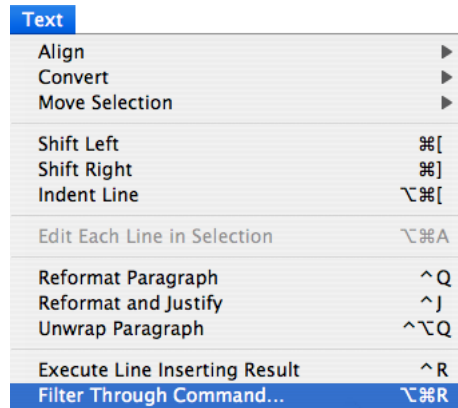 Text
Align ▶
Convert ▶
Move Selection ▶
Shift Left ⌘[
Shift Right ⌘]
Indent Line ⌥⌘[
Edit Each Line in Selection ⌥⌘A
Reformat Paragraph ^Q
Reformat and Justify ^J
Unwrap Paragraph ^⌥Q
Execute Line Inserting Result ^R
Filter Through Command... ⌥⌘R